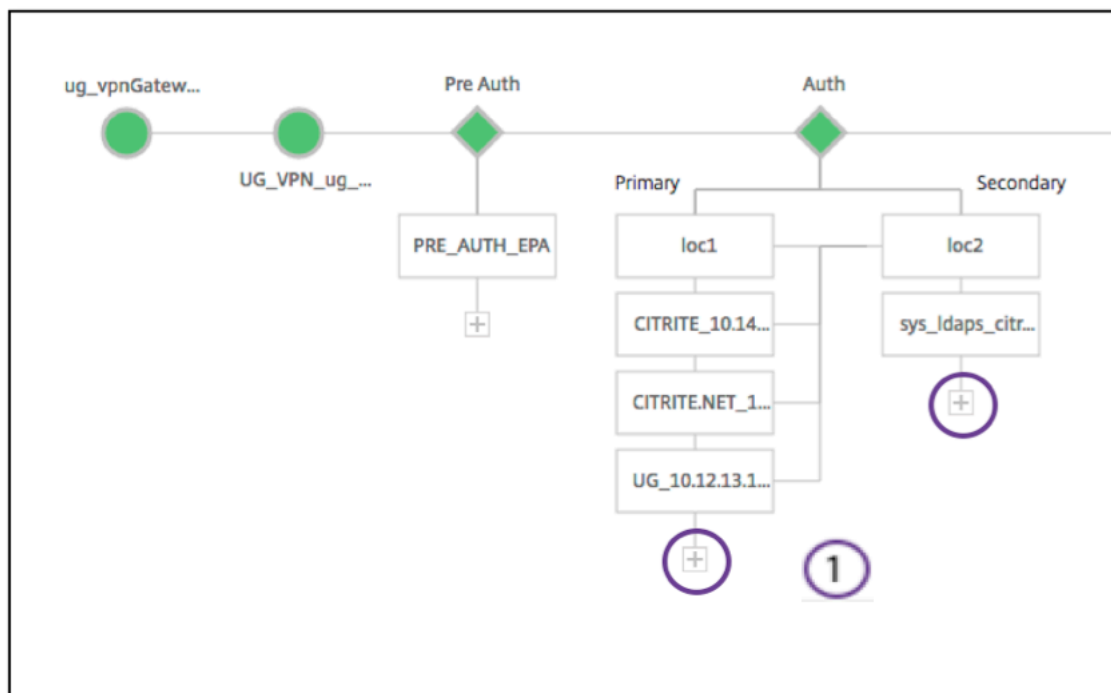 ug_vpnGatew...
UG_VPN_ug_...
Pre Auth
PRE_AUTH_EPA
Auth
Primary
Secondary
loc1
loc2
CITRITE_10.14...
sys_ldaps_citr...
CITRITE.NET_1...
UG_10.12.13.1...
1